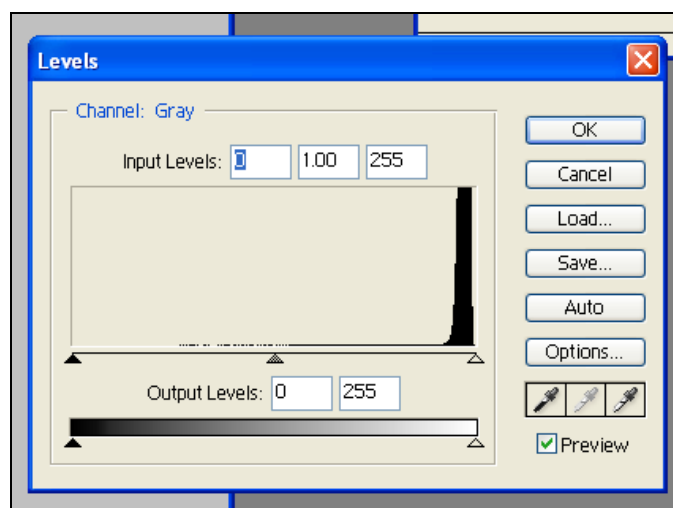 Levels
Channel: Gray
Input Levels: 0 1.00 255
Output Levels: 0 255
OK
Cancel
Load...
Save...
Auto
Options...
Preview